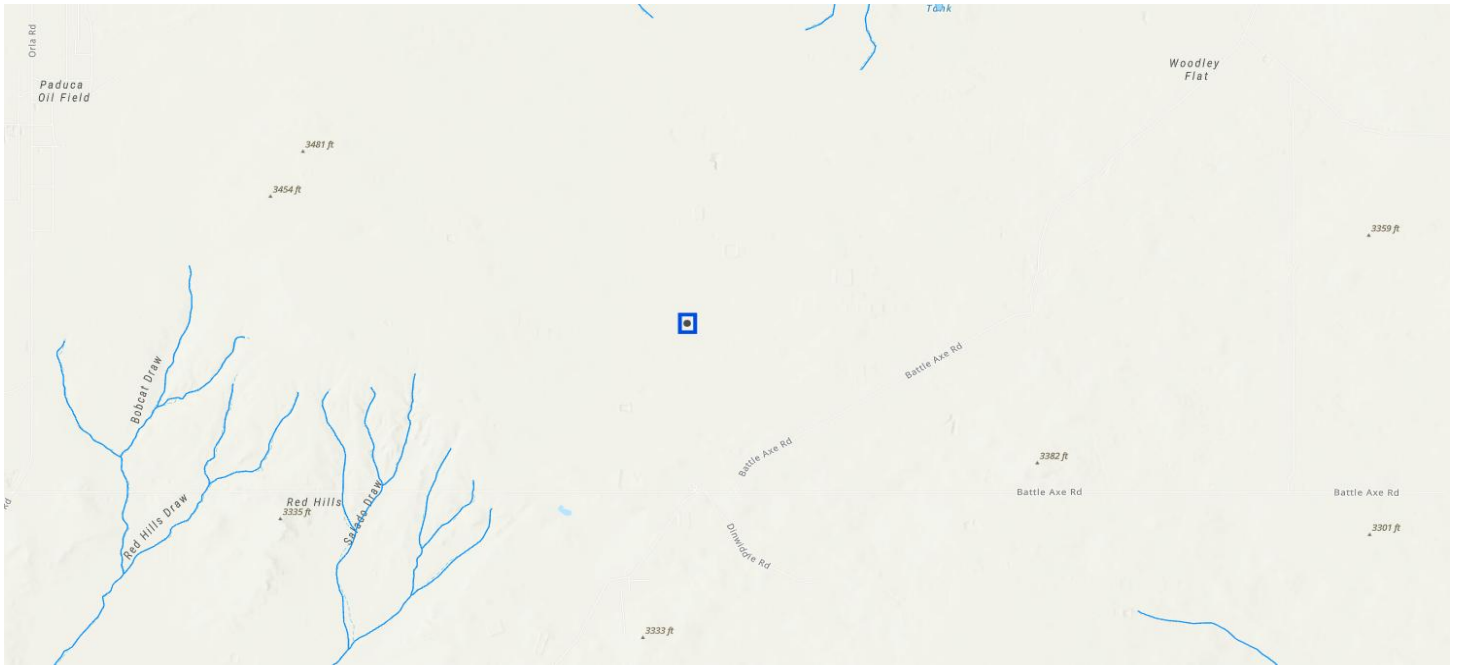 Tank
Orla Rd
Woodley
Flat
Paduca
Oil Field
3481 ft
3454 ft
3359 ft
Bobcat Draw
Battle Axe Rd
Battle Axe Rd
3382 ft
Red Hills
3335 ft
Salado Draw
Red Hills Draw
Rd
Battle Axe Rd
Battle Axe Rd
Dinwiddie Rd
3301 ft
3333 ft